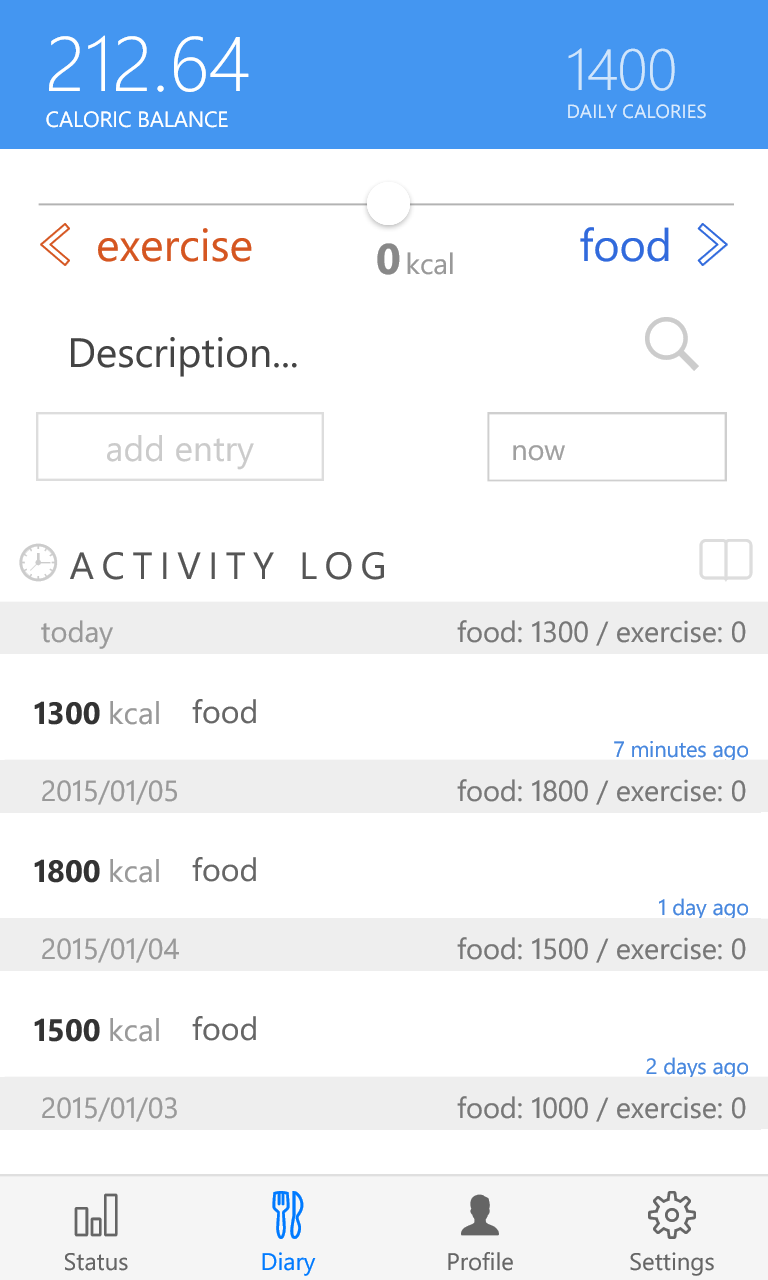 212.64
1400
CALORIC BALANCE
DAILY CALORIES
exercise
food
0 kcal
Description...
add entry
now
ACTIVITY LOG
today food: 1300 / exercise: 0
1300 kcal food
7 minutes ago
2015/01/05 food: 1800 / exercise: 0
1800 kcal food
1 day ago
2015/01/04 food: 1500 / exercise: 0
1500 kcal food
2 days ago
2015/01/03 food: 1000 / exercise: 0
Status Diary Profile Settings